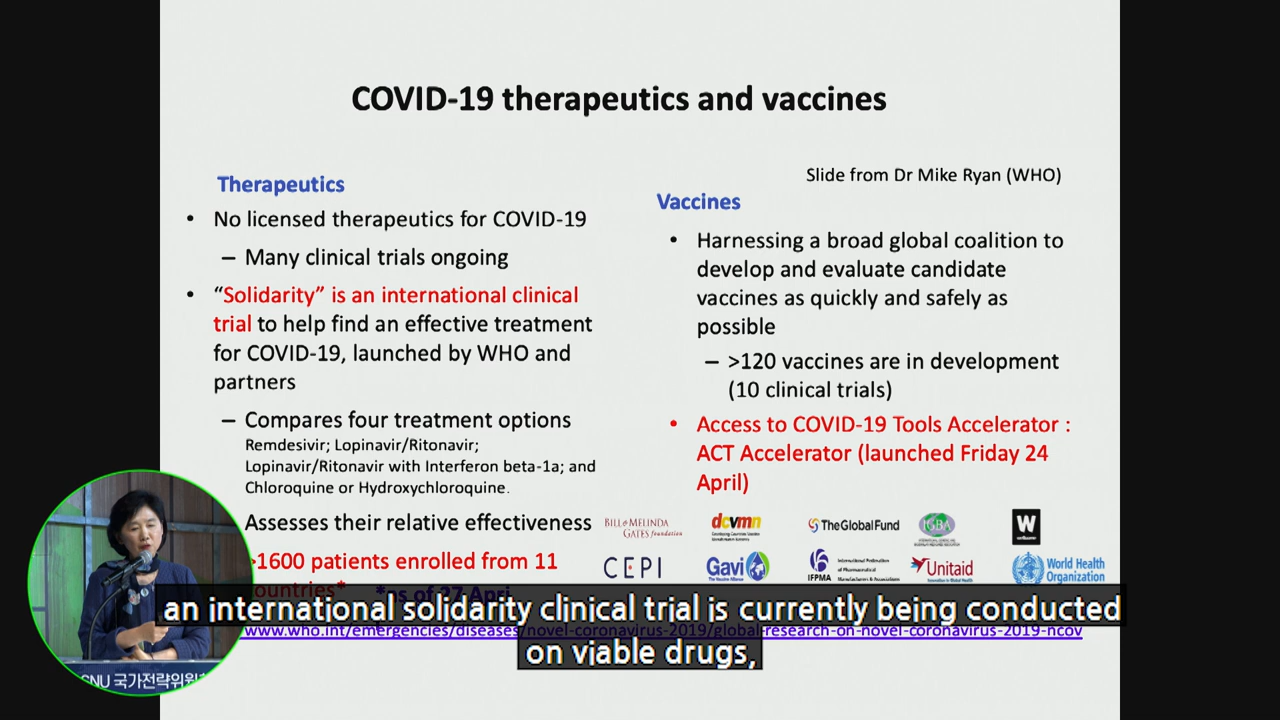 COVID-19 therapeutics and vaccines
Slide from Dr Mike Ryan (WHO)
Therapeutics
• No licensed therapeutics for COVID-19
– Many clinical trials ongoing
• “Solidarity” is an international clinical
trial to help find an effective treatment
for COVID-19, launched by WHO and
partners
– Compares four treatment options
Remdesivir; Lopinavir/Ritonavir;
Lopinavir/Ritonavir with Interferon beta-1a; and
Chloroquine or Hydroxychloroquine.
Assesses their relative effectiveness
>1600 patients enrolled from 11
countries* *as of 27 Apri
Vaccines
• Harnessing a broad global coalition to
develop and evaluate candidate
vaccines as quickly and safely as
possible
– >120 vaccines are in development
(10 clinical trials)
• Access to COVID-19 Tools Accelerator :
ACT Accelerator (launched Friday 24
April)
BILL & MELINDA
GATES foundation
dcvmn
The Global Fund
IGBA
W
CEPI
Gavi
The Vaccine Alliance
IFPMA
International Federation
of Pharmaceutical
Manufacturers & Associations
Unitaid
World Health
Organization
www.who.int/emergencies/diseases/novel-coronavirus-2019/global-research-on-novel-coronavirus-2019-ncov
an international solidarity clinical trial is currently being conducted
on viable drugs,
CNU 국가전략위원